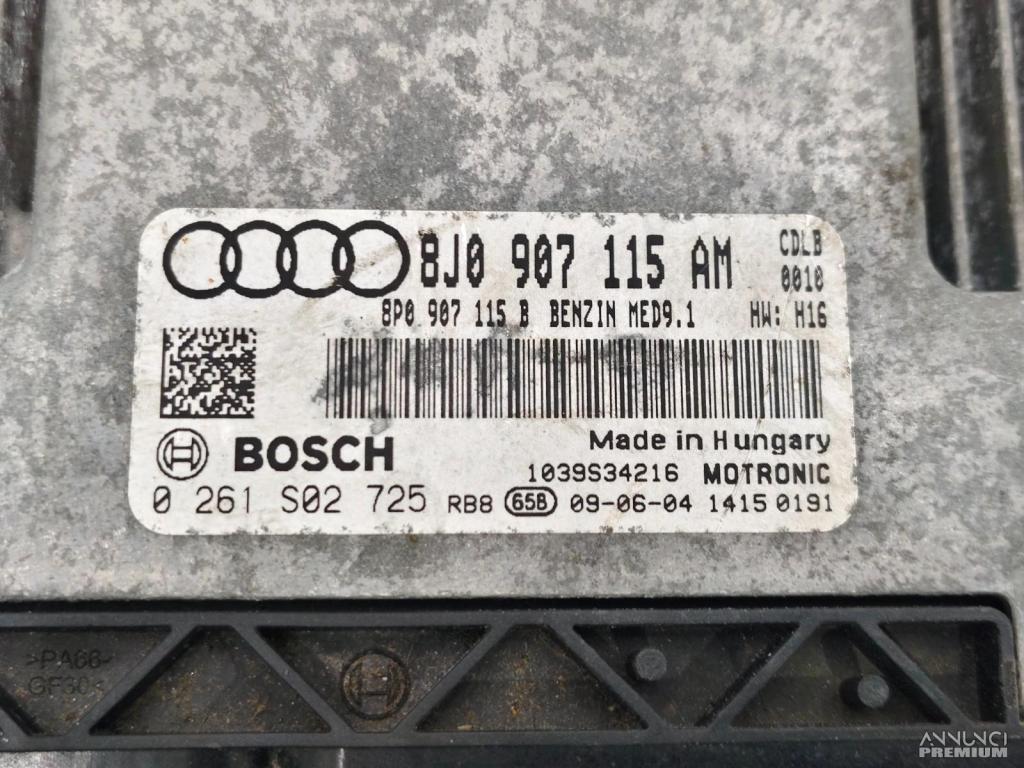 8J0 907 115 AM
CDLB
0010
8P0 907 115 B BENZIN MED9.1 HW: H16
BOSCH
Made in Hungary
1039S34216 MOTRONIC
0 261 S02 725 RB8 65B 09-06-04 1415 0191
>PA66-
GF30<
ANNUNCI
PREMIUM